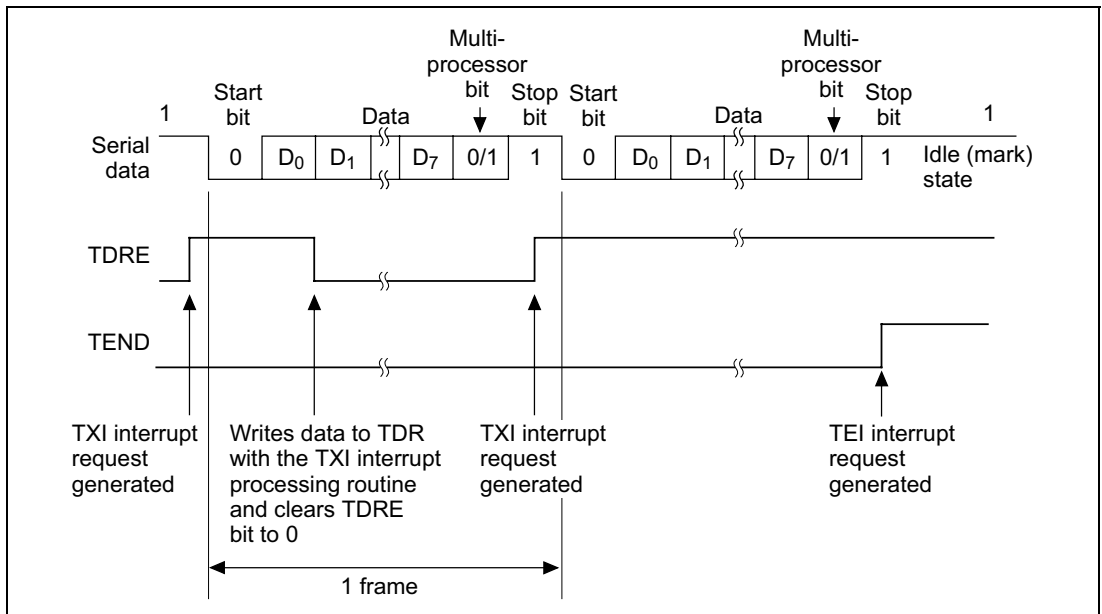 Multi-
processor
bit
Multi-
processor
bit
1
Start
bit
Data
Stop
bit
Start
bit
Data
Stop
bit
1
Serial
data
0 D0 D1 D7 0/1 1 0 D0 D1 D7 0/1 1
Idle (mark)
state
TDRE
TEND
TXI interrupt
request
generated
Writes data to TDR
with the TXI interrupt
processing routine
and clears TDRE
bit to 0
TXI interrupt
request
generated
TEI interrupt
request
generated
1 frame